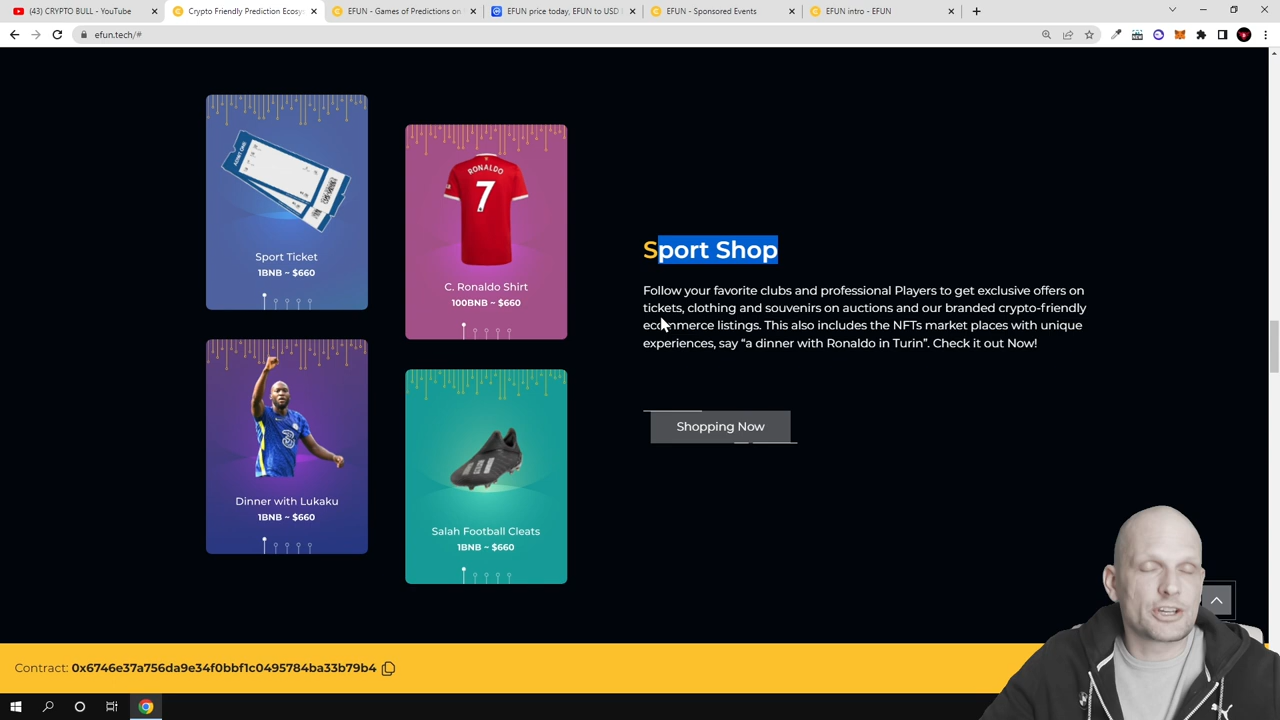 (43) CRYPTO BULL - YouTube
Crypto Friendly Prediction Ecosy
EFUN - Games of Predictions on
EFUN price today, EFUN to USD
EFUN - Sponsored Events
EFUN intro - EFUN
efun.tech/#
Sport Ticket
1BNB ~ $660
RONALDO
7
C. Ronaldo Shirt
100BNB ~ $660
Sport Shop
Follow your favorite clubs and professional Players to get exclusive offers on
tickets, clothing and souvenirs on auctions and our branded crypto-friendly
ecommerce listings. This also includes the NFTs market places with unique
experiences, say “a dinner with Ronaldo in Turin”. Check it out Now!
Shopping Now
3
Dinner with Lukaku
1BNB ~ $660
Salah Football Cleats
1BNB ~ $660
Contract: 0x6746e37a756da9e34f0bbf1c0495784ba33b79b4